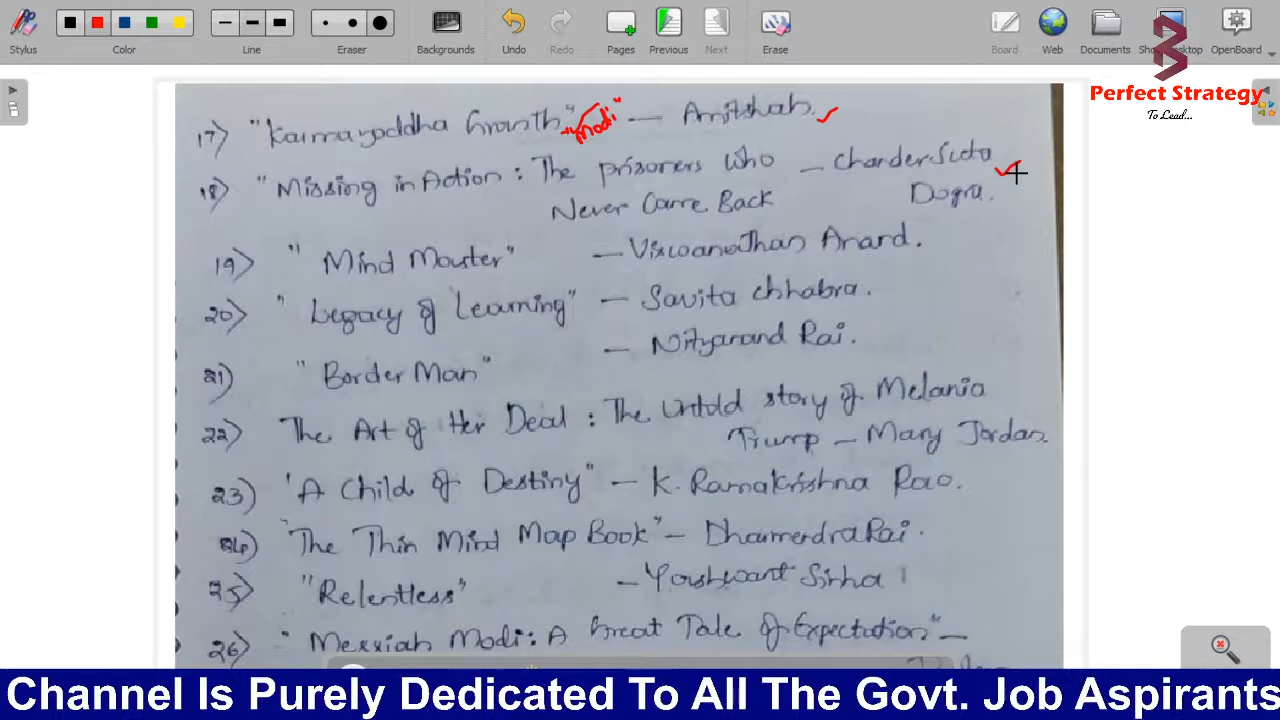 Stylus
Color
Line
Eraser
Backgrounds
Undo
Redo
Pages
Previous
Next
Erase
Board
Web
Documents
Show Desktop
OpenBoard
Perfect Strategy
To Lead...
17) "Karmayoddha Granth" "Modi" — Amitshah.
18) "Missing in Action : The prisoners who — Chander Suta
Never Came Back Dogra.
19) "Mind Master" — Viswanathan Anand.
20) "Legacy of Learning" — Savita Chhabra.
21) "Border Man" — Nityanand Rai.
22) The Art of Her Deal : The Untold story of Melania
Trump — Mary Jordan.
23) 'A Child of Destiny" — K. Ramakrishna Rao.
24) "The Thin Mind Map Book" — Dharmendra Rai.
25) "Relentless" — Yashwant Sinha
26) " Messiah Modi : A Great Tale of Expectation" —
Channel Is Purely Dedicated To All The Govt. Job Aspirants